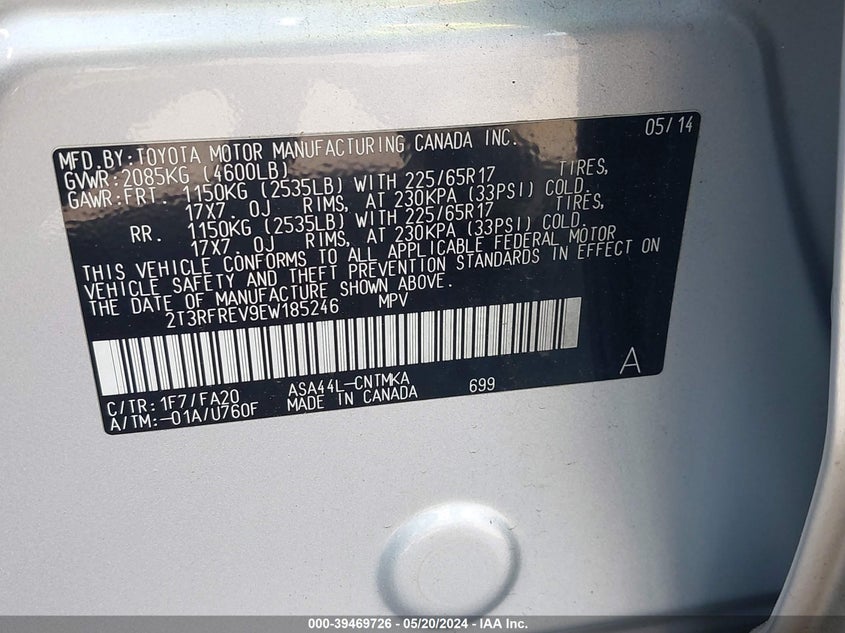 MFD.BY:TOYOTA MOTOR MANUFACTURING CANADA INC. 05/14
GVWR:2085KG (4600LB)
GAWR:FRT. 1150KG (2535LB) WITH 225/65R17 TIRES,
17X7.0J RIMS, AT 230KPA (33PSI) COLD.
RR. 1150KG (2535LB) WITH 225/65R17 TIRES,
17X7.0J RIMS, AT 230KPA (33PSI) COLD.
THIS VEHICLE CONFORMS TO ALL APPLICABLE FEDERAL MOTOR
VEHICLE SAFETY AND THEFT PREVENTION STANDARDS IN EFFECT ON
THE DATE OF MANUFACTURE SHOWN ABOVE.
2T3RFREV9EW185246 MPV
C/TR: 1F7/FA20 ASA44L-CNTMKA 699 A
A/TM:-01A/U760F MADE IN CANADA
000-39469726 - 05/20/2024 - IAA Inc.